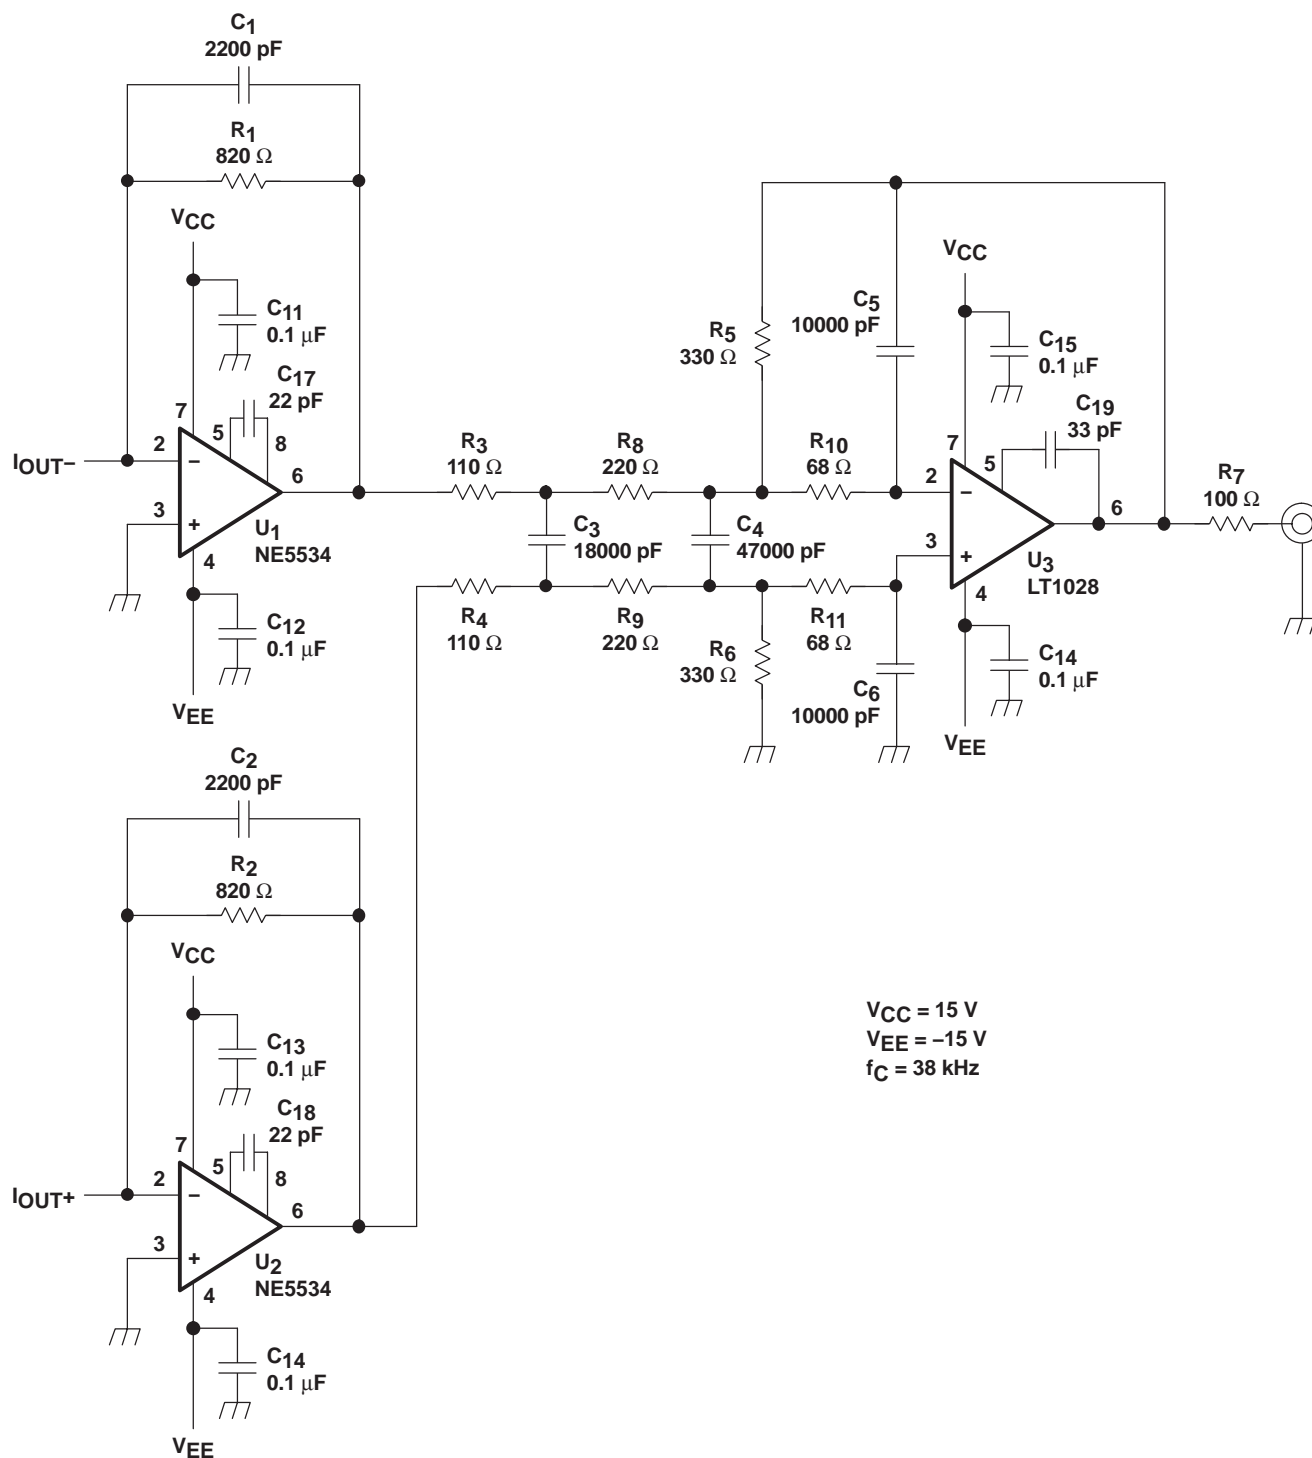 C1
2200 pF
R1
820 Ω
VCC
C11
0.1 μF
C17
22 pF
7
5
8
2
IOUT–
–
6
3
+
U1
NE5534
4
C12
0.1 μF
VEE
R3
110 Ω
R8
220 Ω
R10
68 Ω
C3
18000 pF
C4
47000 pF
R4
110 Ω
R9
220 Ω
R11
68 Ω
R5
330 Ω
C5
10000 pF
R6
330 Ω
C6
10000 pF
VCC
C15
0.1 μF
C19
33 pF
7
5
2
–
6
3
+
U3
LT1028
4
R7
100 Ω
C14
0.1 μF
VEE
C2
2200 pF
R2
820 Ω
VCC
C13
0.1 μF
C18
22 pF
7
5
8
2
IOUT+
–
6
3
+
U2
NE5534
4
C14
0.1 μF
VEE
VCC = 15 V
VEE = –15 V
fC = 38 kHz